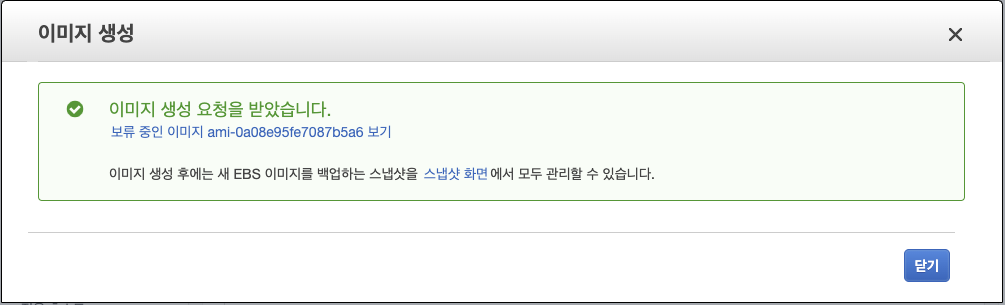 이미지 생성
이미지 생성 요청을 받았습니다.
보류 중인 이미지 ami-0a08e95fe7087b5a6 보기
이미지 생성 후에는 새 EBS 이미지를 백업하는 스냅샷을 스냅샷 화면에서 모두 관리할 수 있습니다.
닫기